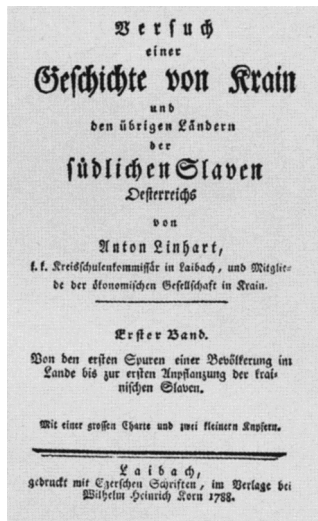 Versuch
einer
Geschichte von Krain
und
den übrigen Ländern
der
südlichen Slaven
Oesterreichs
von
Anton Linhart,
k. k. Kreisschulenkommissär in Laibach, und Mitglie-
de der ökonomischen Gesellschaft in Krain.
Erster Band.
Von den ersten Spuren einer Bevölkerung im
Lande bis zur ersten Anpflanzung der krai-
nischen Slaven.
Mit einer grossen Charte und zwei kleinern Kupfern.
Laibach,
gedruckt mit Egerschen Schriften, im Verlage bei
Wilhelm Heinrich Korn 1788.